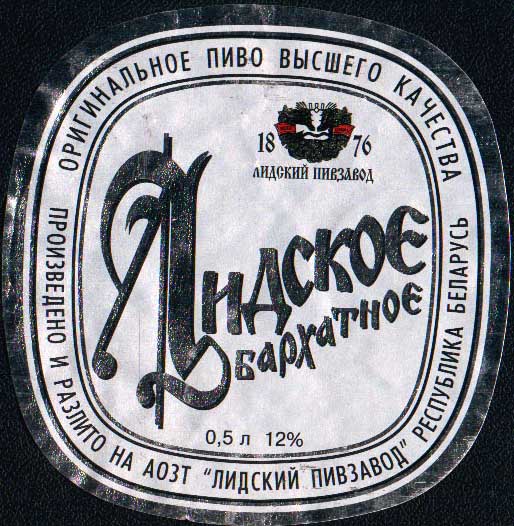 ОРИГИНАЛЬНОЕ ПИВО ВЫСШЕГО КАЧЕСТВА
18 76
ЛИДСКИЙ ПИВЗАВОД
Лидское
бархатное
0,5 л 12%
ПРОИЗВЕДЕНО И РАЗЛИТО НА АОЗТ "ЛИДСКИЙ ПИВЗАВОД" РЕСПУБЛИКА БЕЛАРУСЬ